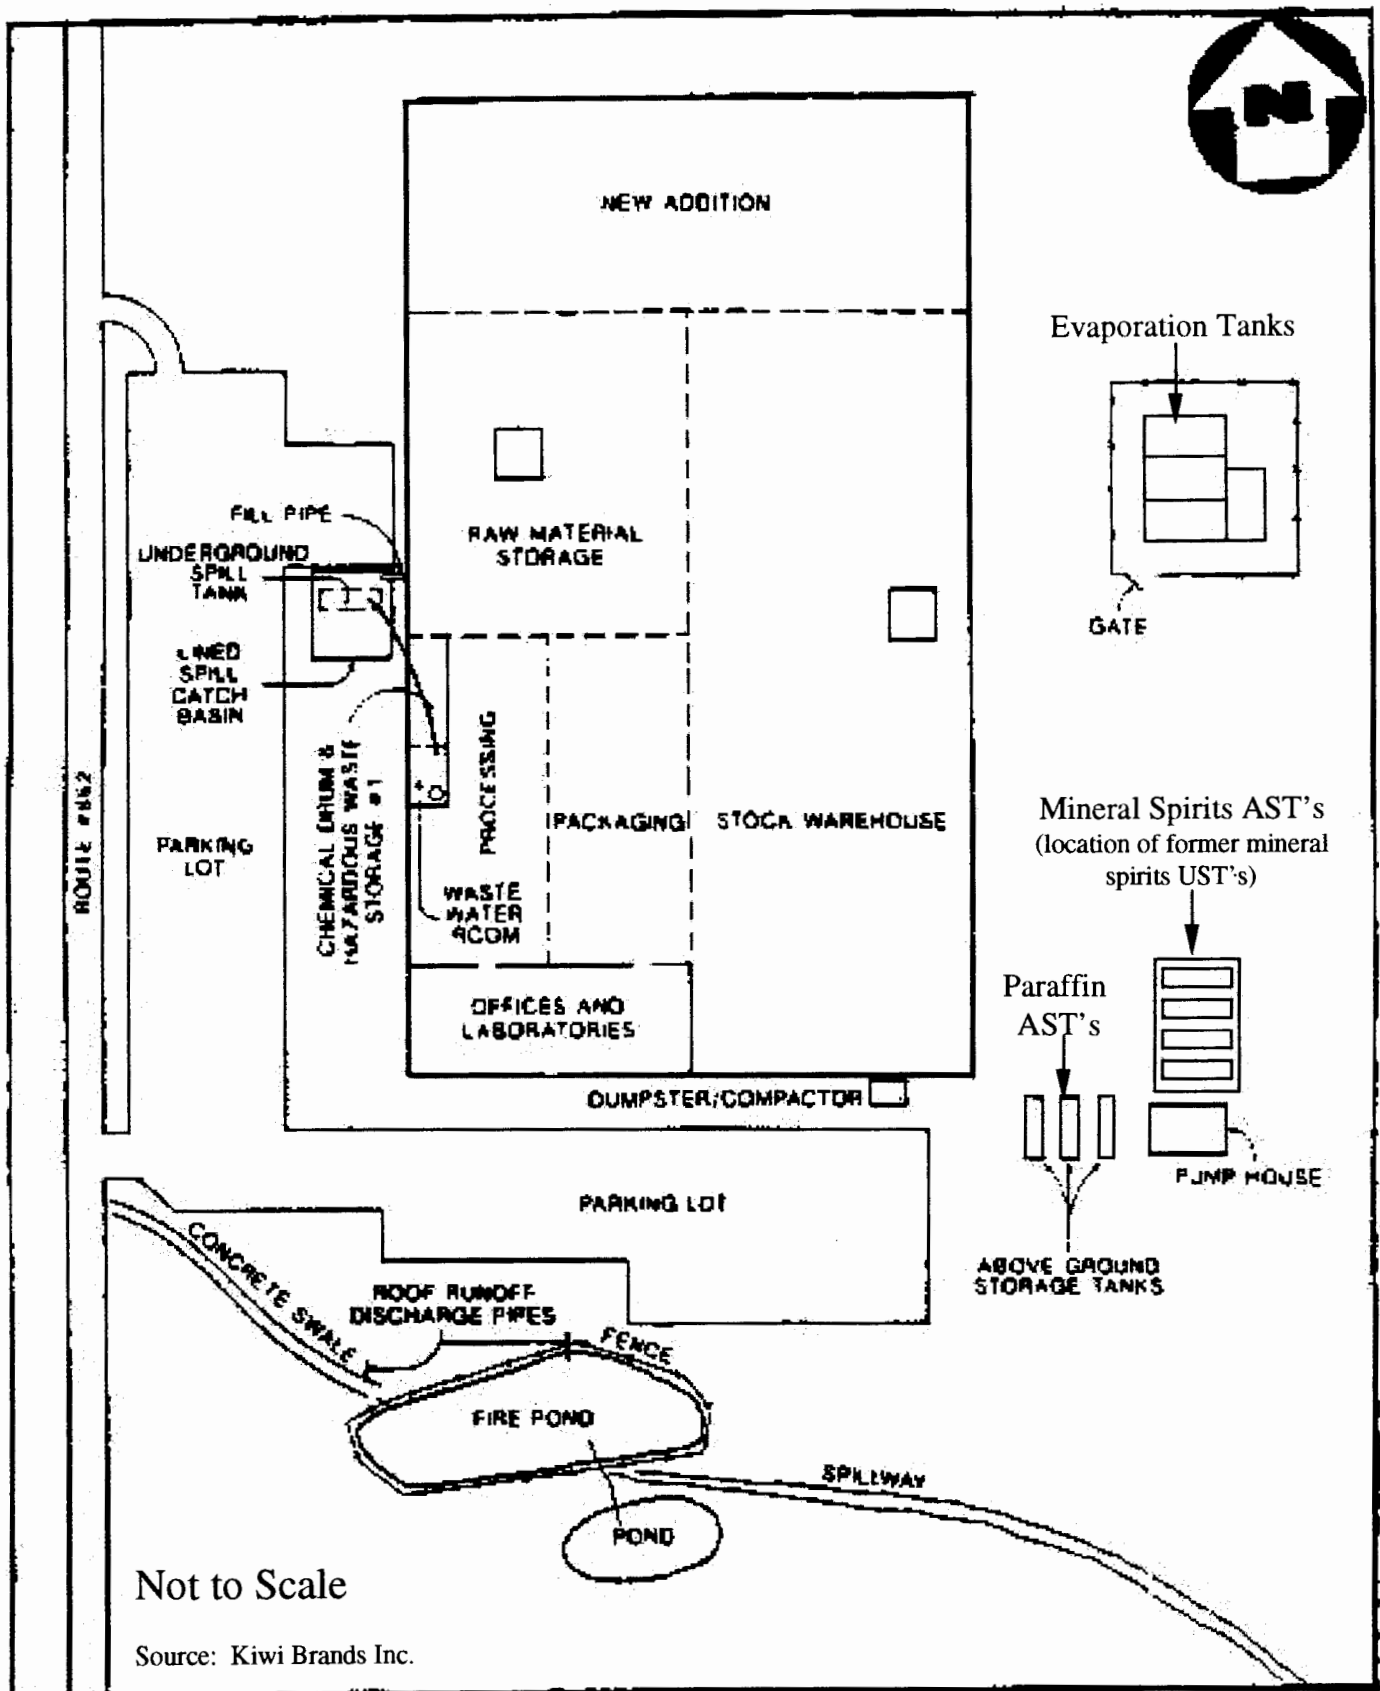 N
NEW ADDITION
Evaporation Tanks
FILL PIPE
UNDERGROUND
SPILL
TANK
RAW MATERIAL
STORAGE
GATE
LINED
SPILL
CATCH
BASIN
CHEMICAL DRUM &
HAZARDOUS WASTE
STORAGE #1
PROCESSING
PACKAGING
STOCK WAREHOUSE
Mineral Spirits AST's
(location of former mineral
spirits UST's)
ROUTE
PARKING
LOT
WASTE
WATER
ROOM
OFFICES AND
LABORATORIES
Paraffin
AST's
DUMPSTER/COMPACTOR
PUMP HOUSE
PARKING LOT
ABOVE GROUND
STORAGE TANKS
CONCRETE SWALE
ROOF RUNOFF
DISCHARGE PIPES
FENCE
FIRE POND
SPILLWAY
POND
Not to Scale
Source: Kiwi Brands Inc.